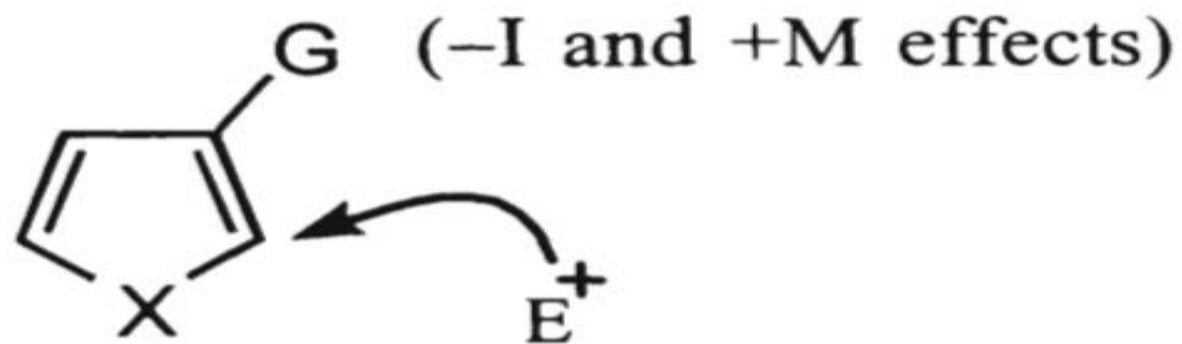 G (–I and +M effects)
X
E+